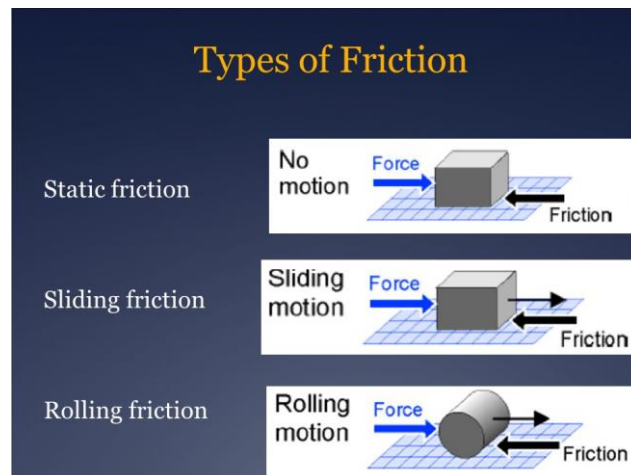 Types of Friction
Static friction
No
motion
Force
Friction
Sliding friction
Sliding
motion
Force
Friction
Rolling friction
Rolling
motion
Force
Friction